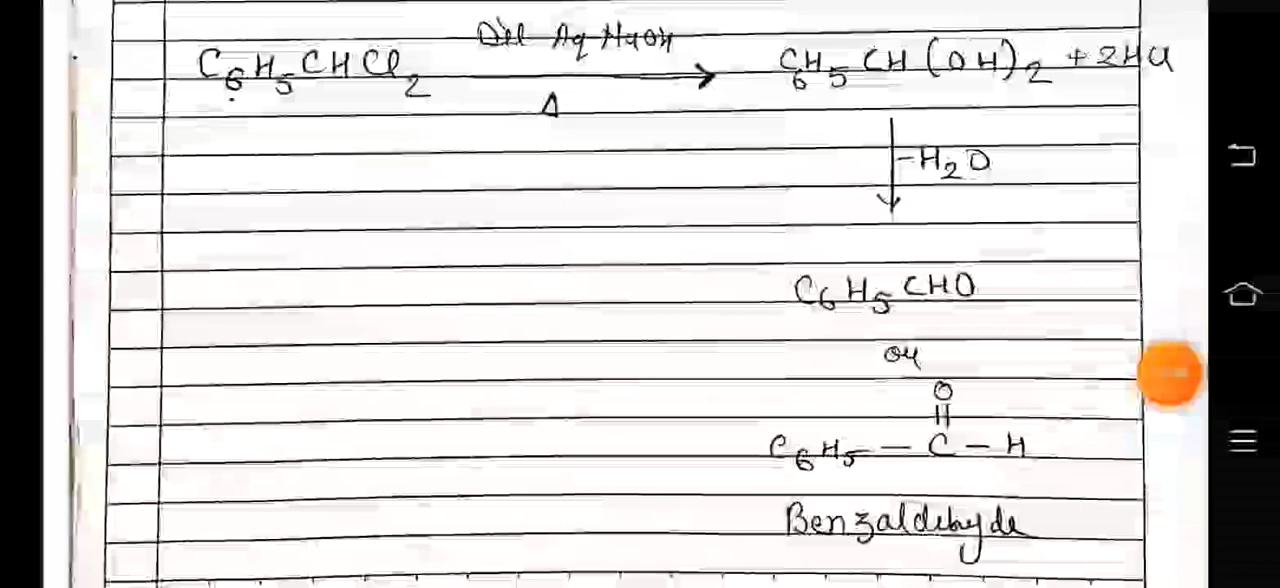 Dil Aq NaOH
C6H5CHCl2 ⟶ C6H5CH(OH)2 + 2HCl
Δ
-H2O
C6H5CHO
or
O
||
C6H5 — C — H
Benzaldehyde